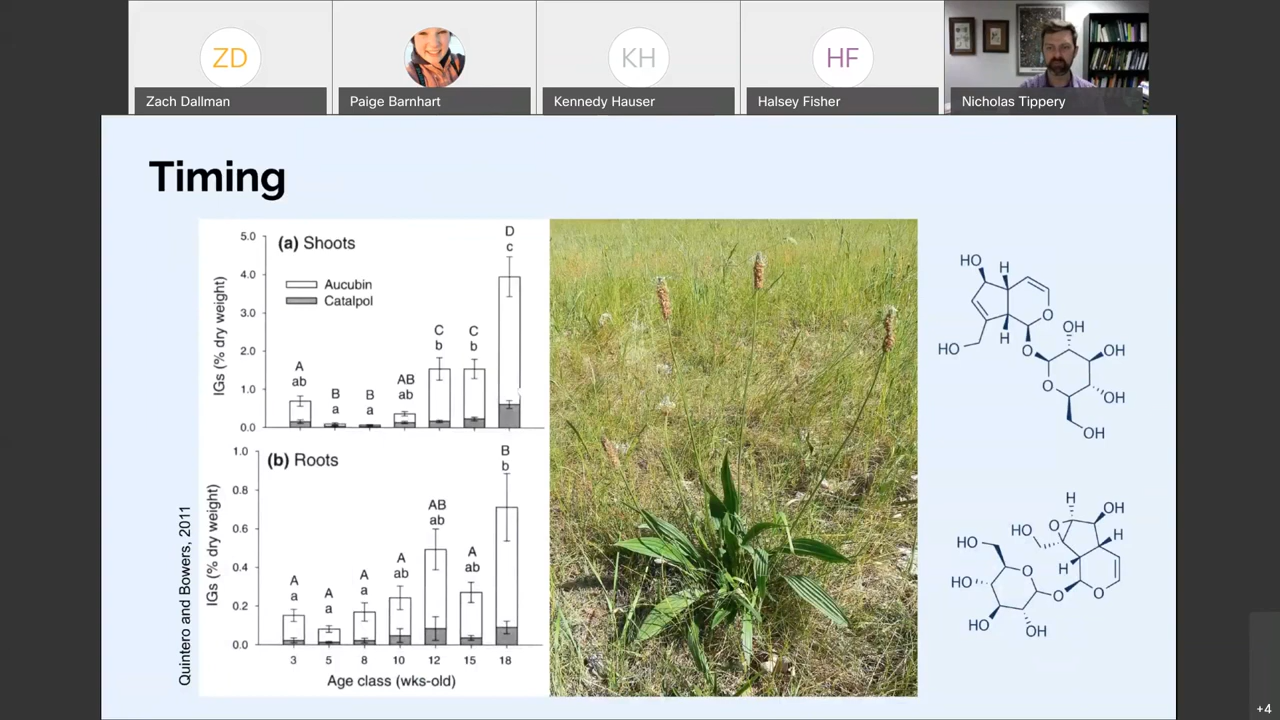 ZD
KH
HF
Zach Dallman
Paige Barnhart
Kennedy Hauser
Halsey Fisher
Nicholas Tippery
Timing
(a) Shoots
Aucubin
Catalpol
IGs (% dry weight)
5.0
4.0
3.0
2.0
1.0
0.0
A
ab
B
a
B
a
AB
ab
C
b
C
b
D
c
(b) Roots
IGs (% dry weight)
1.0
0.8
0.6
0.4
0.2
0.0
A
a
A
a
A
a
A
ab
AB
ab
A
ab
B
b
3 5 8 10 12 15 18
Age class (wks-old)
Quintero and Bowers, 2011
HO
H
O
H
HO
O
OH
OH
O
OH
OH
H
OH
O
HO
H
HO
H
O
HO
O
O
HO
OH
+4